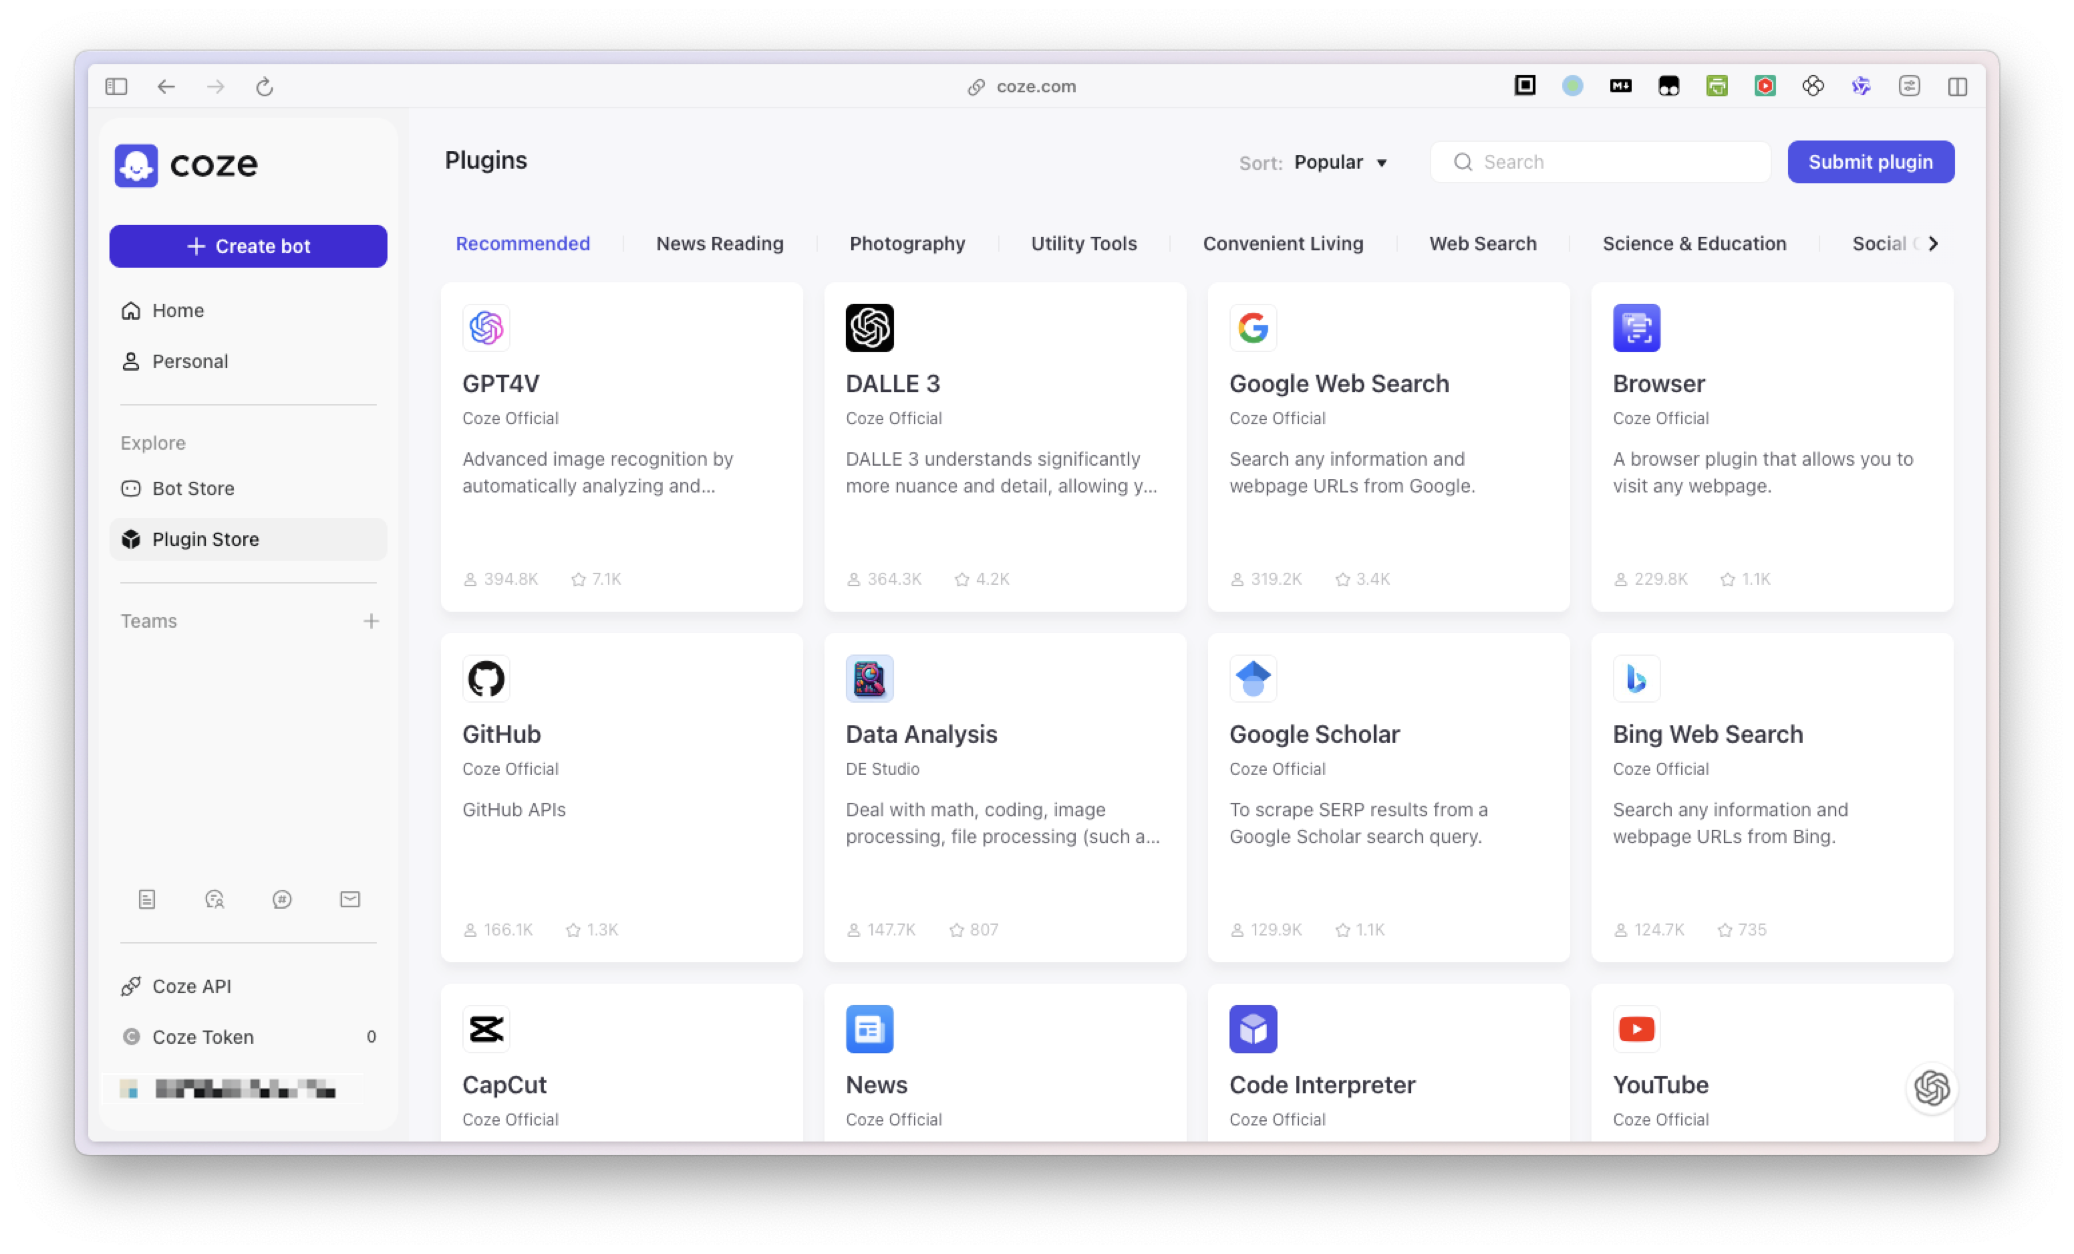 coze.com
M↓
coze
+ Create bot
Home
Personal
Explore
Bot Store
Plugin Store
Teams
Coze API
Coze Token 0
Plugins
Sort: Popular
Search
Submit plugin
Recommended
News Reading
Photography
Utility Tools
Convenient Living
Web Search
Science & Education
Social
GPT4V
Coze Official
Advanced image recognition by
automatically analyzing and...
394.8K 7.1K
DALLE 3
Coze Official
DALLE 3 understands significantly
more nuance and detail, allowing y...
364.3K 4.2K
Google Web Search
Coze Official
Search any information and
webpage URLs from Google.
319.2K 3.4K
Browser
Coze Official
A browser plugin that allows you to
visit any webpage.
229.8K 1.1K
GitHub
Coze Official
GitHub APIs
166.1K 1.3K
Data Analysis
DE Studio
Deal with math, coding, image
processing, file processing (such a...
147.7K 807
Google Scholar
Coze Official
To scrape SERP results from a
Google Scholar search query.
129.9K 1.1K
Bing Web Search
Coze Official
Search any information and
webpage URLs from Bing.
124.7K 735
CapCut
Coze Official
News
Coze Official
Code Interpreter
Coze Official
YouTube
Coze Official